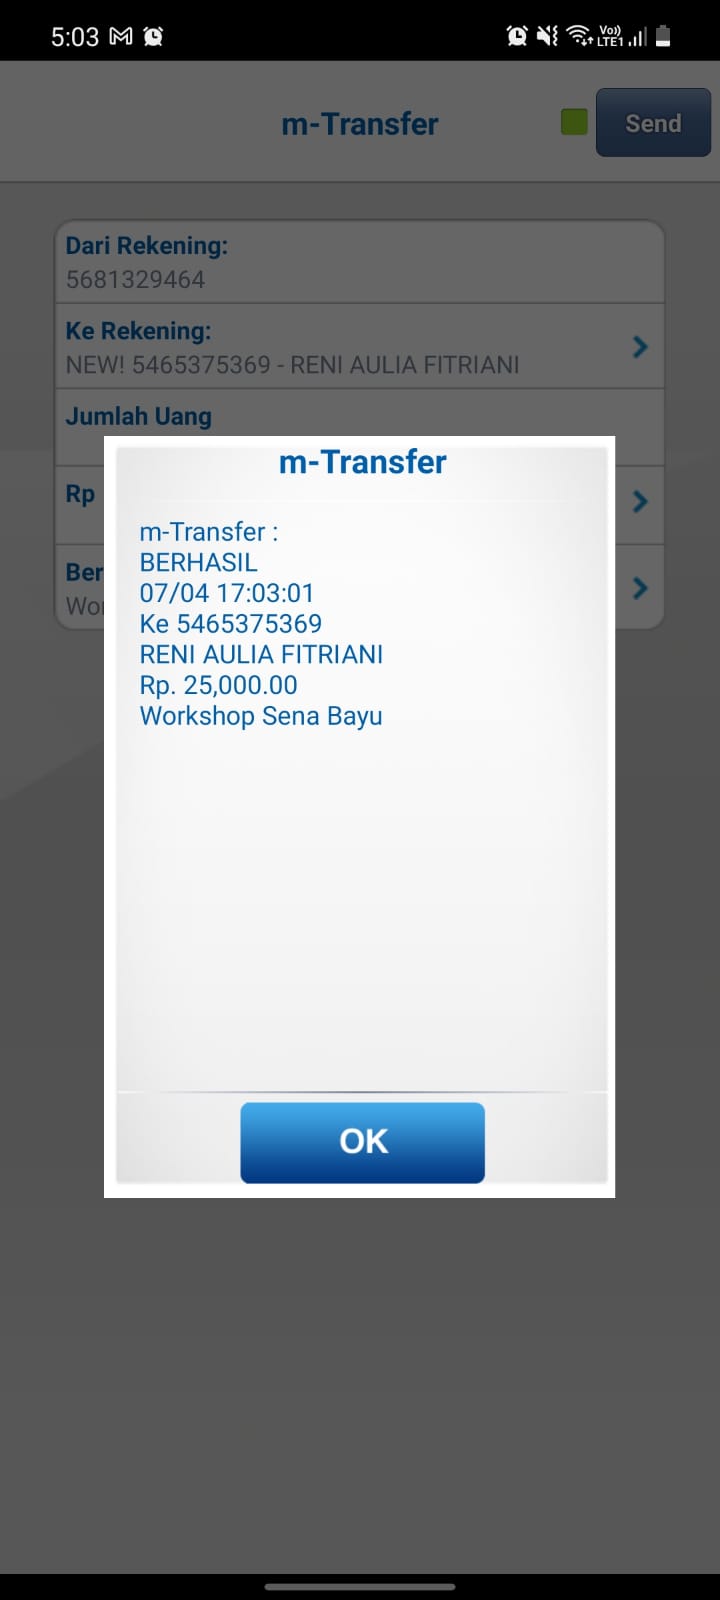 5:03
Vo))
LTE1
m-Transfer
Send
Dari Rekening:
5681329464
Ke Rekening:
NEW! 5465375369 - RENI AULIA FITRIANI
Jumlah Uang
Rp
m-Transfer
m-Transfer :
BERHASIL
07/04 17:03:01
Ke 5465375369
RENI AULIA FITRIANI
Rp. 25,000.00
Workshop Sena Bayu
OK